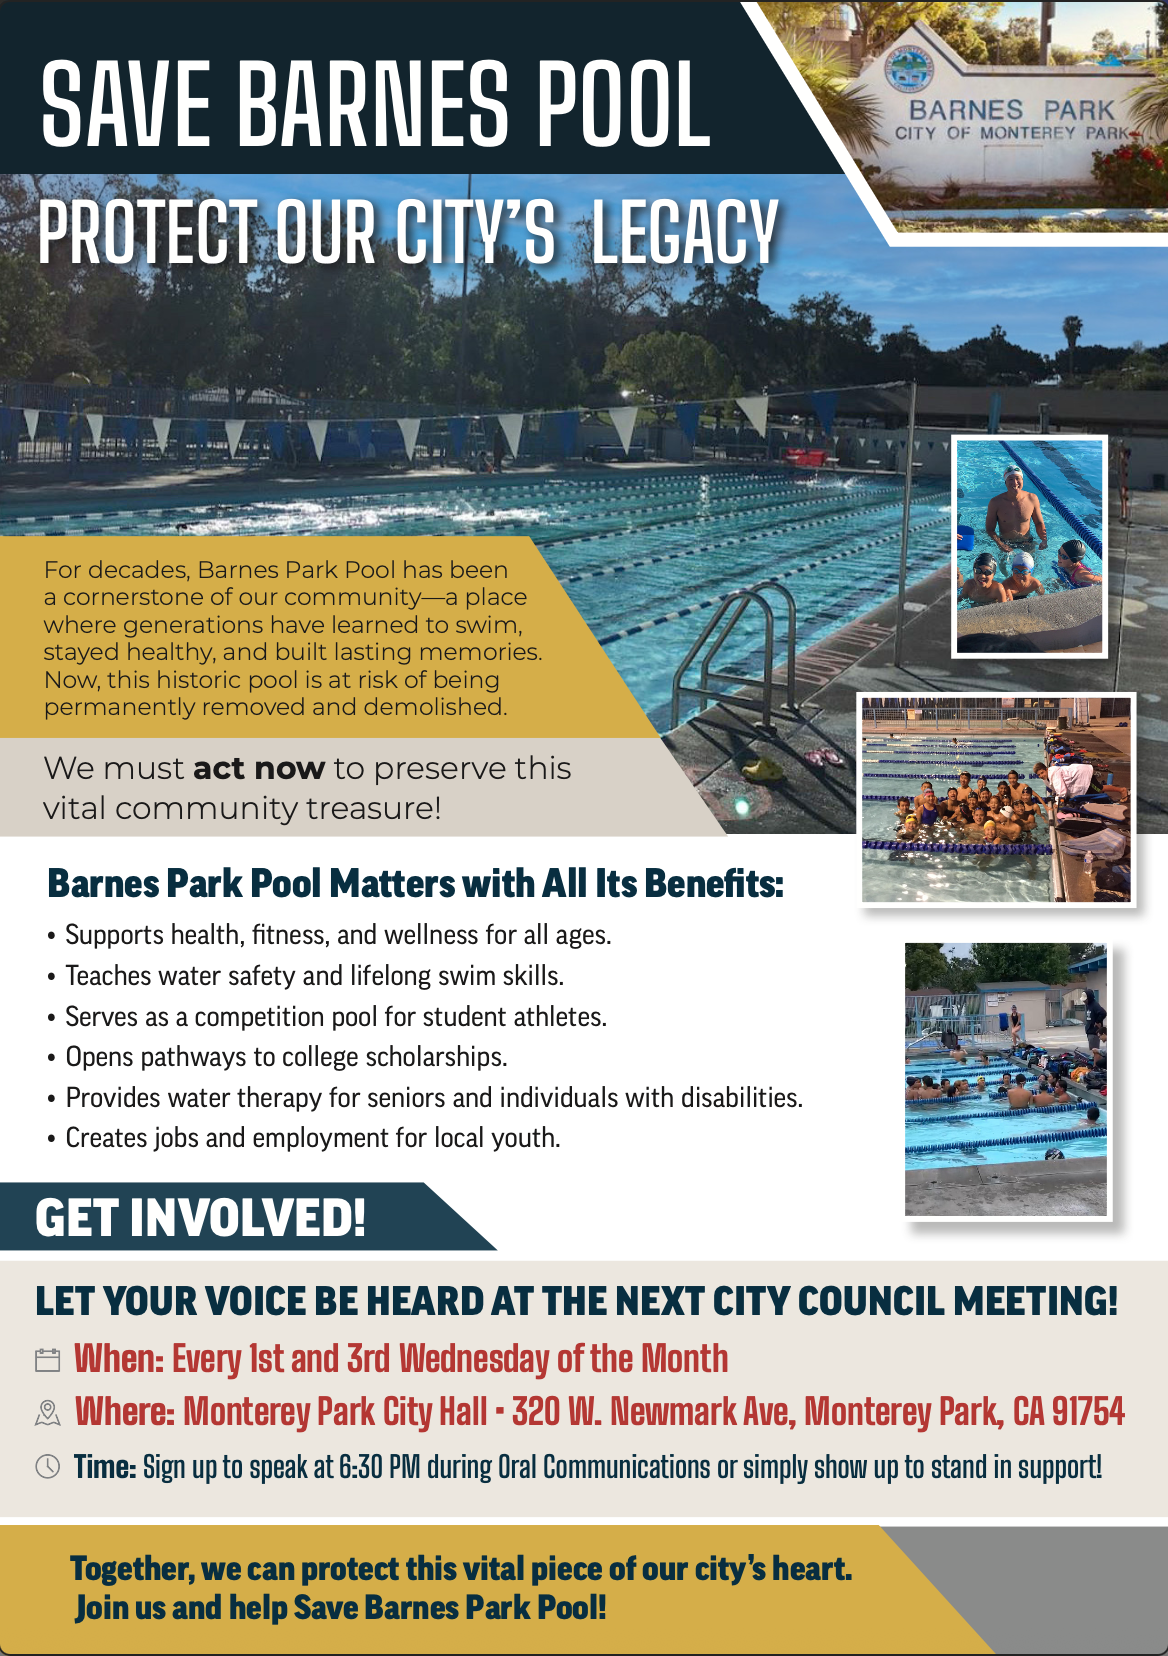 SAVE BARNES POOL
BARNES PARK
CITY OF MONTEREY PARK
PROTECT OUR CITY'S LEGACY
For decades, Barnes Park Pool has been
a cornerstone of our community—a place
where generations have learned to swim,
stayed healthy, and built lasting memories.
Now, this historic pool is at risk of being
permanently removed and demolished.
We must act now to preserve this
vital community treasure!
Barnes Park Pool Matters with All Its Benefits:
• Supports health, fitness, and wellness for all ages.
• Teaches water safety and lifelong swim skills.
• Serves as a competition pool for student athletes.
• Opens pathways to college scholarships.
• Provides water therapy for seniors and individuals with disabilities.
• Creates jobs and employment for local youth.
GET INVOLVED!
LET YOUR VOICE BE HEARD AT THE NEXT CITY COUNCIL MEETING!
When: Every 1st and 3rd Wednesday of the Month
Where: Monterey Park City Hall - 320 W. Newmark Ave, Monterey Park, CA 91754
Time: Sign up to speak at 6:30 PM during Oral Communications or simply show up to stand in support!
Together, we can protect this vital piece of our city's heart.
Join us and help Save Barnes Park Pool!